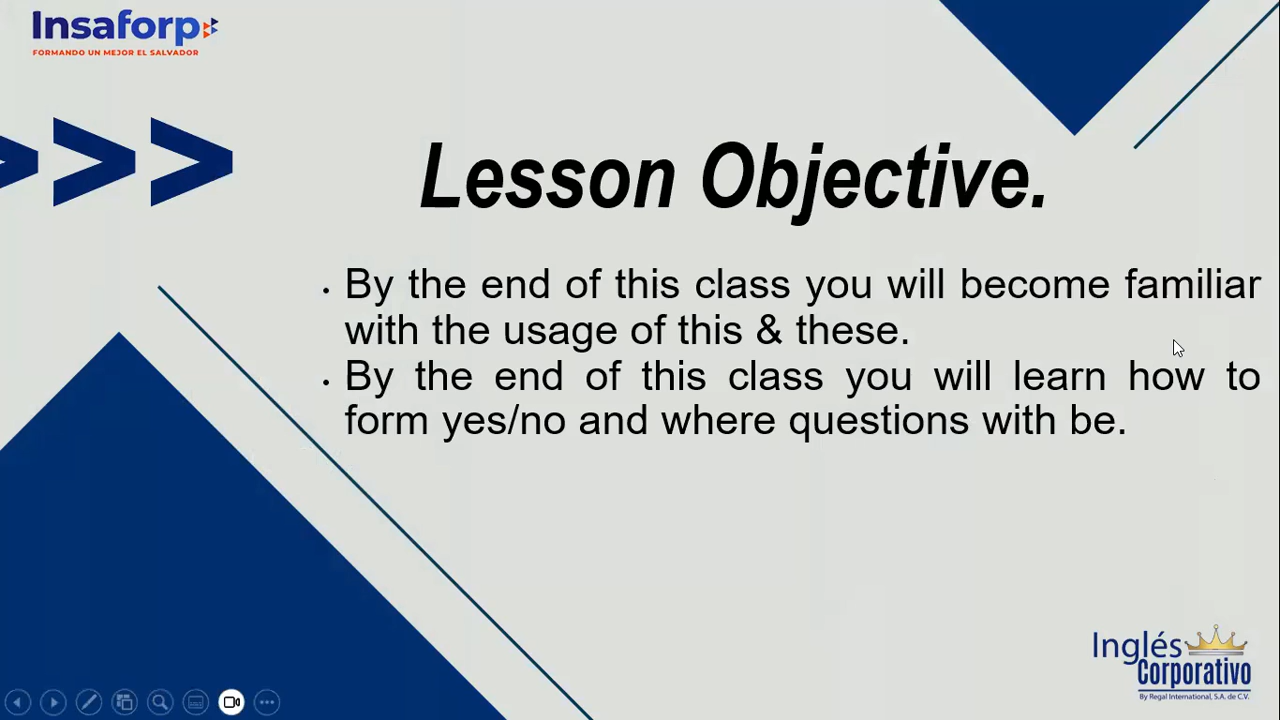 Insaforp
FORMANDO UN MEJOR EL SALVADOR
>>>
Lesson Objective.
• By the end of this class you will become familiar
with the usage of this & these.
• By the end of this class you will learn how to
form yes/no and where questions with be.
Inglés
Corporativo
By Regal International, S.A. de C.V.